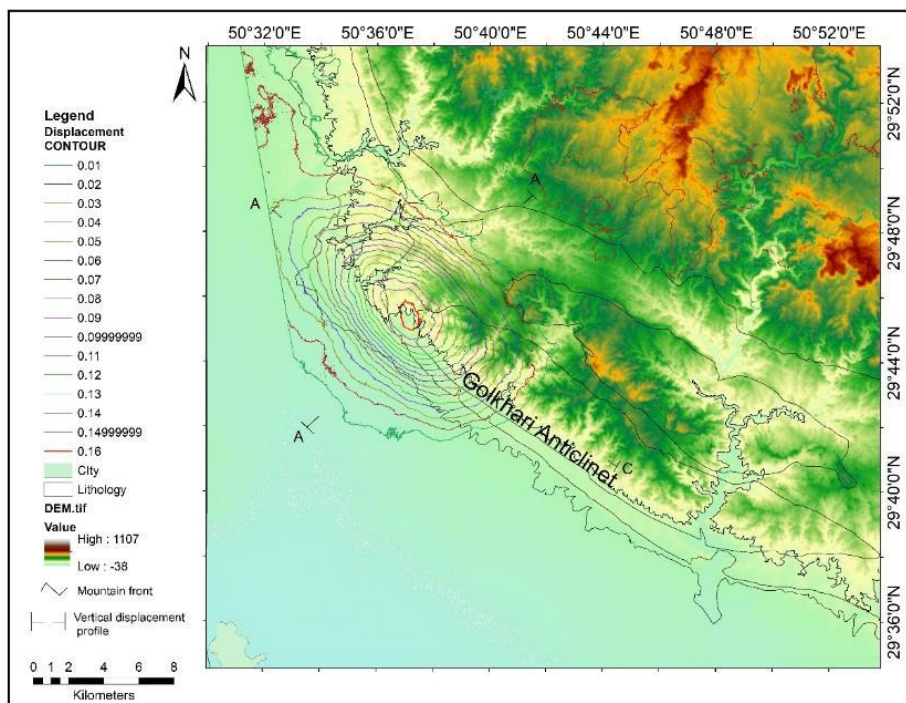 50°32'0"E 50°36'0"E 50°40'0"E 50°44'0"E 50°48'0"E 50°52'0"E
N
29°52'0"N
29°48'0"N
29°44'0"N
29°40'0"N
29°36'0"N
A
A
A
C
Golkhari Anticlinet
Legend
Displacement
CONTOUR
0.01
0.02
0.03
0.04
0.05
0.06
0.07
0.08
0.09
0.09999999
0.11
0.12
0.13
0.14
0.14999999
0.16
City
Lithology
DEM.tif
Value
High : 1107
Low : -38
Mountain front
Vertical displacement
profile
0 1 2 4 6 8
Kilometers